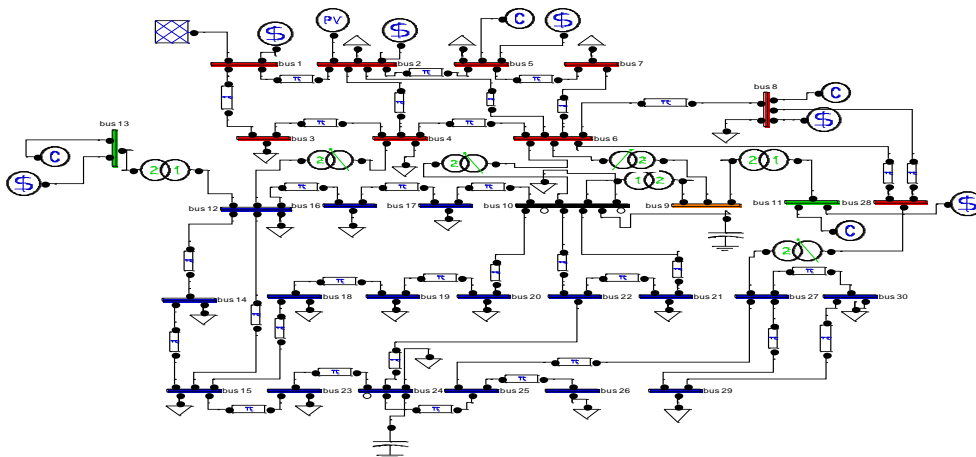 $ PV $ C $
bus 1 bus 2 bus 5 bus 7
π π π
bus 8
C
π
$
bus 13
π π π π
bus 3 bus 4 bus 6
C
$
2 1 2 2 2 2 1
1 2
π π π
bus 12 bus 16 bus 17 bus 10 bus 9 bus 11 bus 28
$
C
2
π π π π π
bus 14 bus 18 bus 19 bus 20 bus 22 bus 21 bus 27 bus 30
π π π π π
π π π
bus 15 bus 23 bus 24 bus 25 bus 26 bus 29
π π